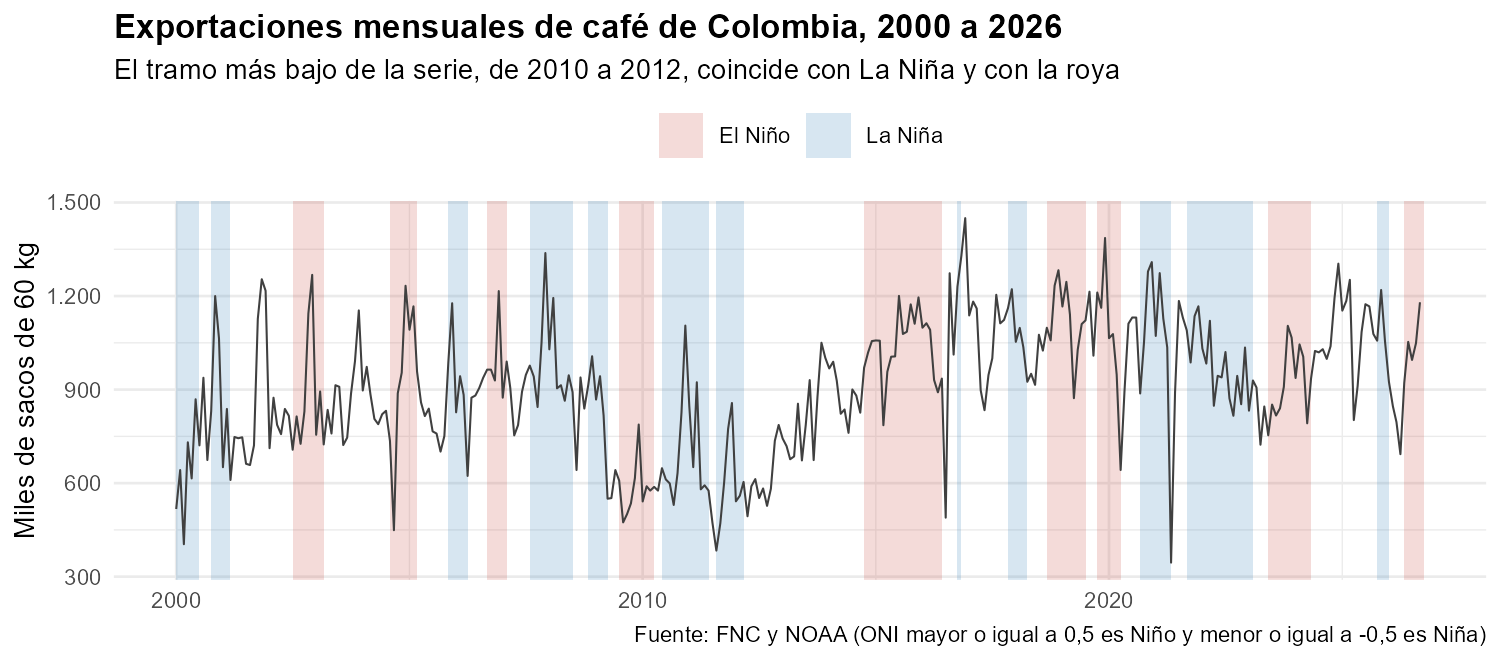 Exportaciones mensuales de café de Colombia, 2000 a 2026
El tramo más bajo de la serie, de 2010 a 2012, coincide con La Niña y con la roya
El Niño La Niña
Miles de sacos de 60 kg
1.500
1.200
900
600
300
2000 2010 2020
Fuente: FNC y NOAA (ONI mayor o igual a 0,5 es Niño y menor o igual a -0,5 es Niña)